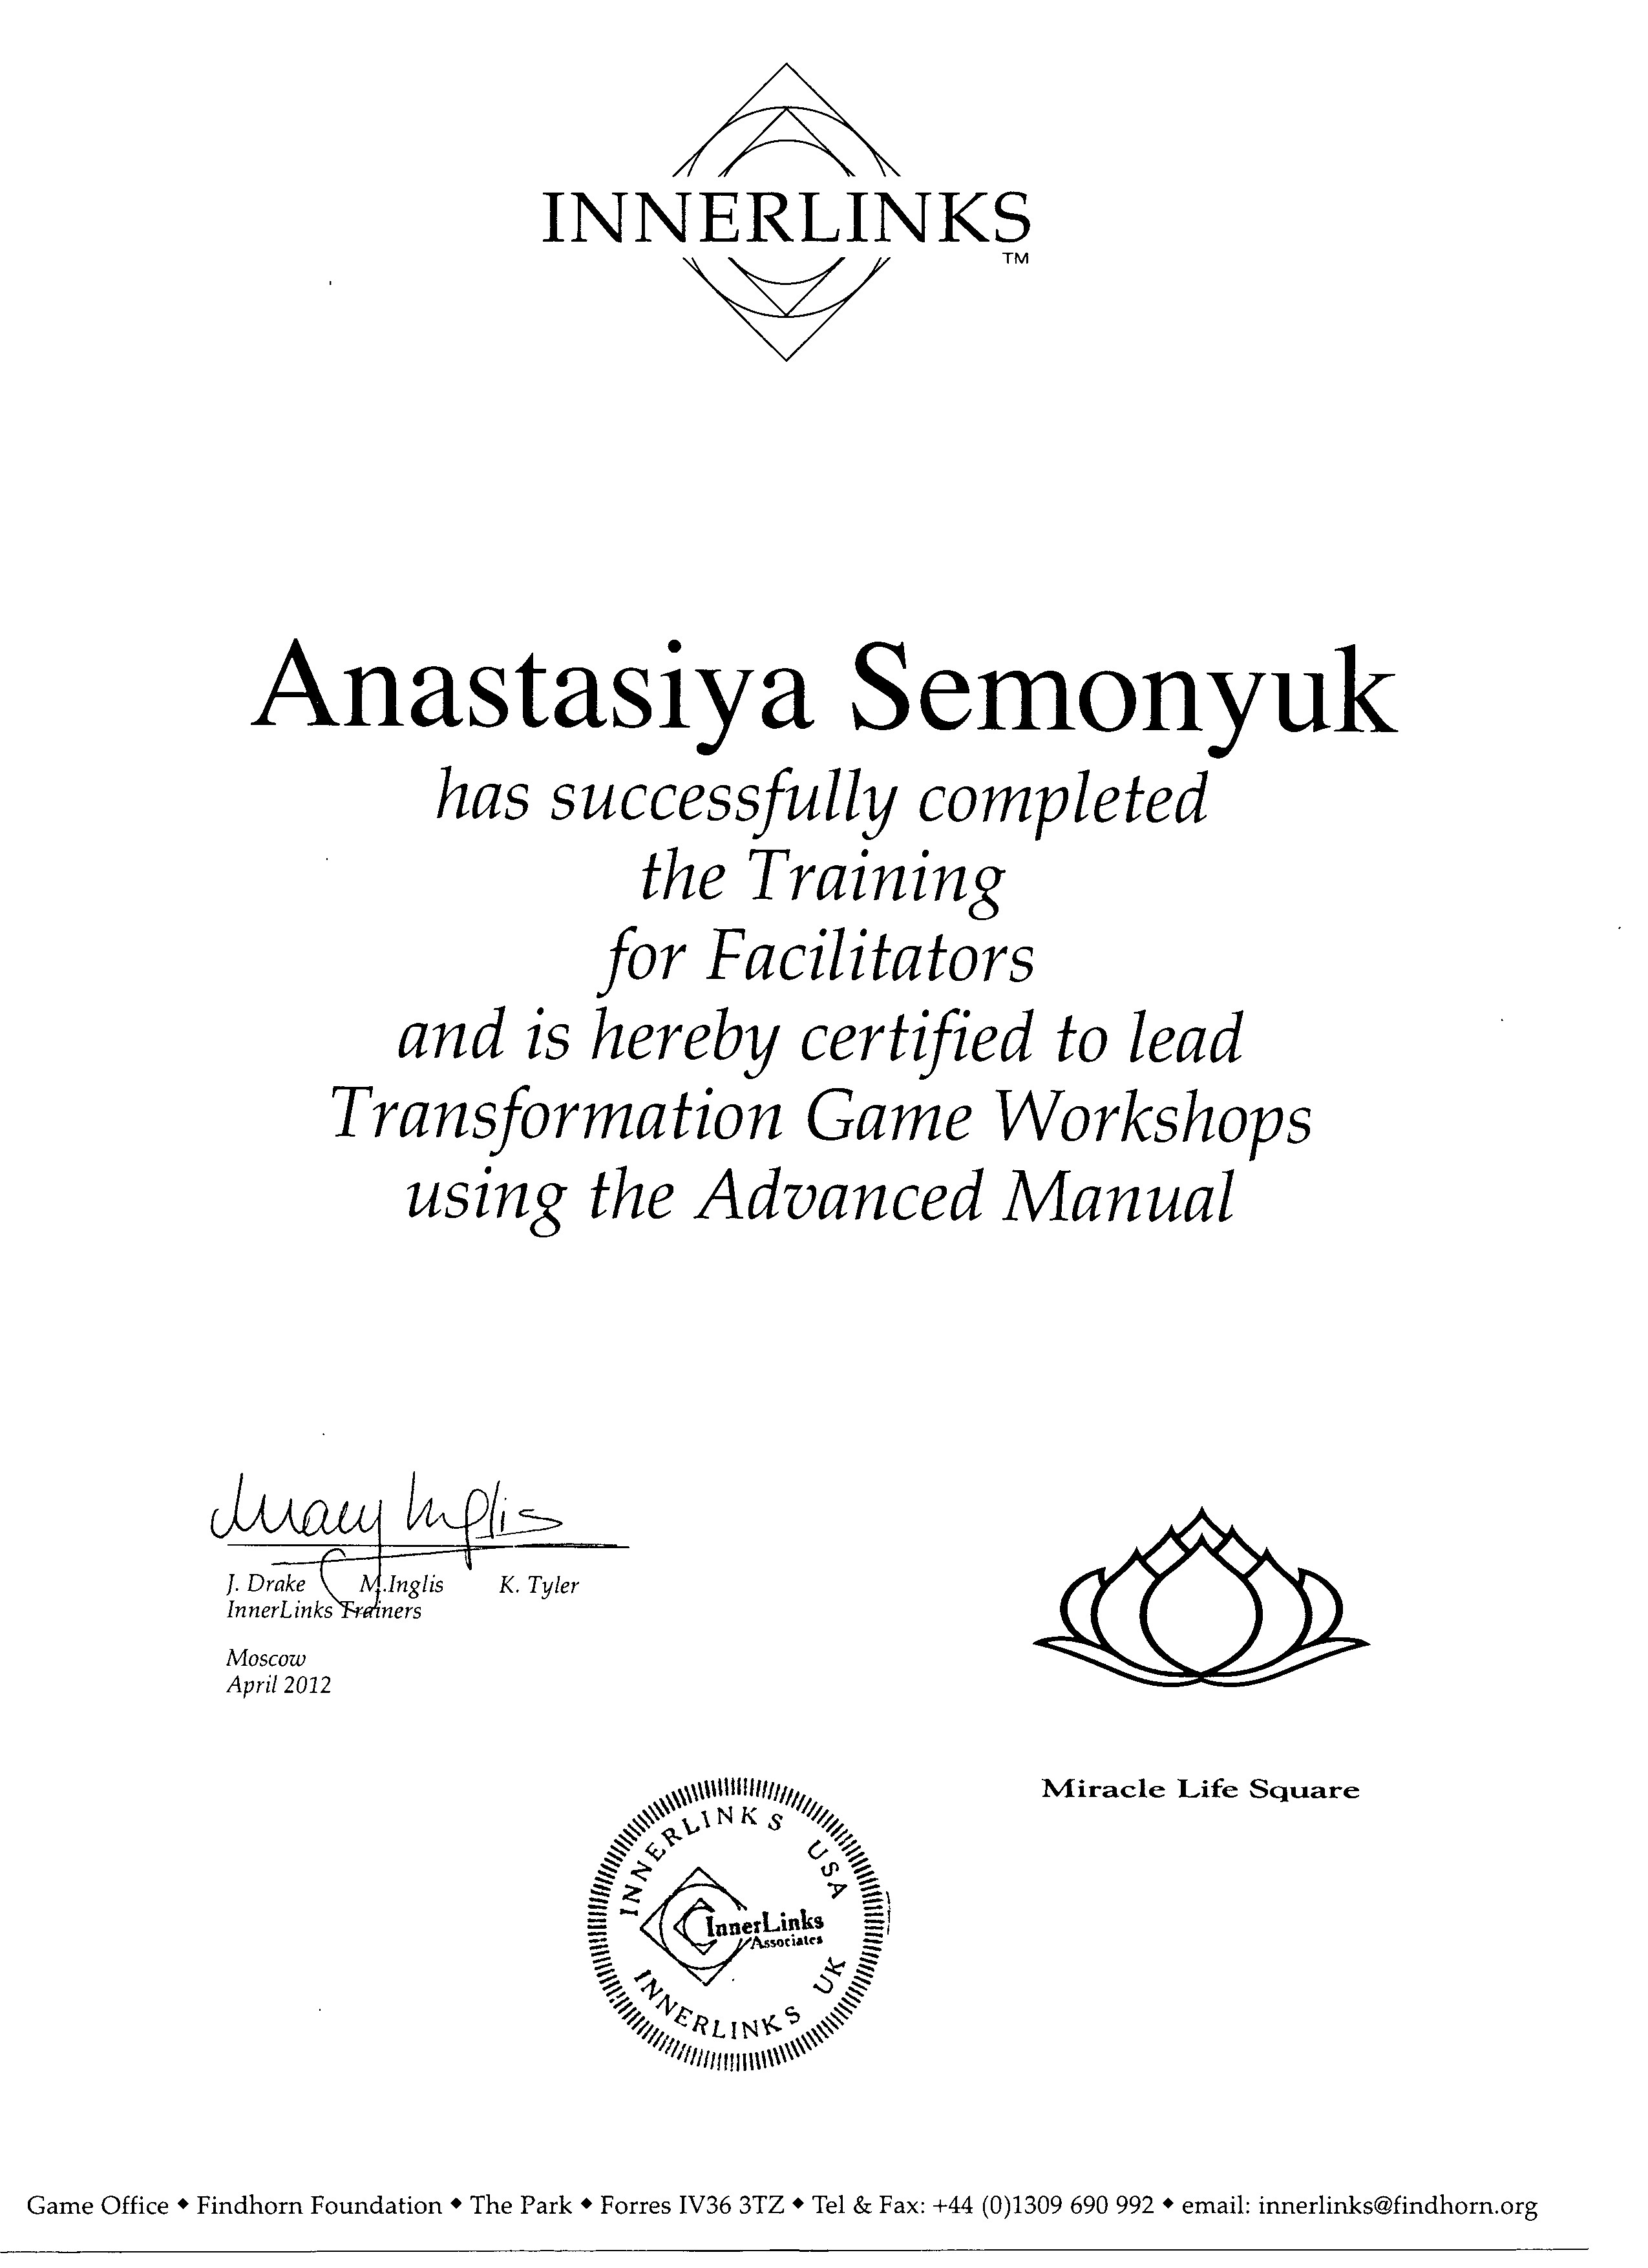 INNERLINKS
TM
Anastasiya Semonyuk
has successfully completed
the Training
for Facilitators
and is hereby certified to lead
Transformation Game Workshops
using the Advanced Manual
Mary Inglis
J. Drake M.Inglis K. Tyler
InnerLinks Trainers
Moscow
April 2012
Miracle Life Square
INNERLINKS USA
InnerLinks
Associates
INNERLINKS UK
Game Office ♦ Findhorn Foundation ♦ The Park ♦ Forres IV36 3TZ ♦ Tel & Fax: +44 (0)1309 690 992 ♦ email: innerlinks@findhorn.org